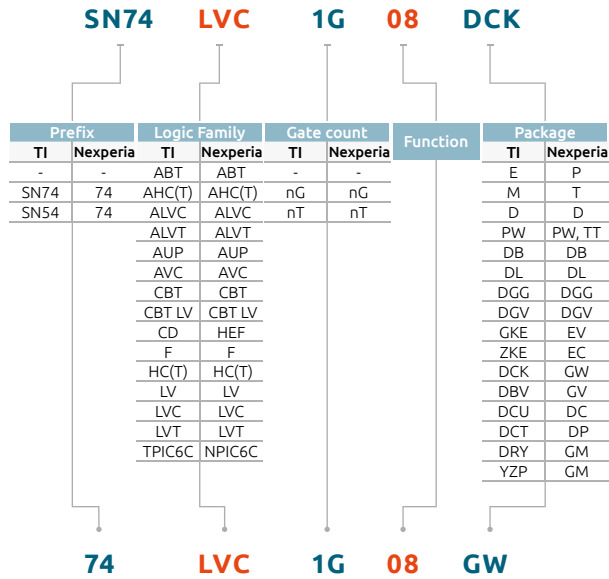 SN74 LVC 1G 08 DCK
Prefix Logic Family Gate count Function Package
TI Nexperia TI Nexperia TI Nexperia TI Nexperia
- - ABT ABT - - E P
SN74 74 AHC(T) AHC(T) nG nG M T
SN54 74 ALVC ALVC nT nT D D
ALVT ALVT PW PW, TT
AUP AUP DB DB
AVC AVC DL DL
CBT CBT DGG DGG
CBT LV CBT LV DGV DGV
CD HEF GKE EV
F F ZKE EC
HC(T) HC(T) DCK GW
LV LV DBV GV
LVC LVC DCU DC
LVT LVT DCT DP
TPIC6C NPIC6C DRY GM
YZP GM
74 LVC 1G 08 GW